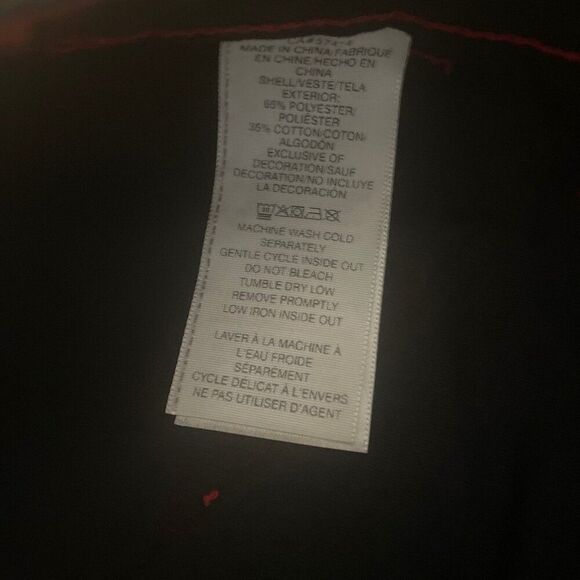 MADE IN CHINA/FABRIQUÉ
EN CHINE/HECHO EN
CHINA
SHELL/VESTE/TELA
EXTERIOR:
65% POLYESTER/
POLIÉSTER
35% COTTON/COTON/
ALGODÓN
EXCLUSIVE OF
DECORATION/SAUF
DÉCORATION/NO INCLUYE
LA DECORACIÓN
MACHINE WASH COLD
SEPARATELY
GENTLE CYCLE INSIDE OUT
DO NOT BLEACH
TUMBLE DRY LOW
REMOVE PROMPTLY
LOW IRON INSIDE OUT
LAVER À LA MACHINE À
L'EAU FROIDE
SÉPARÉMENT
CYCLE DÉLICAT À L'ENVERS
NE PAS UTILISER D'AGENT